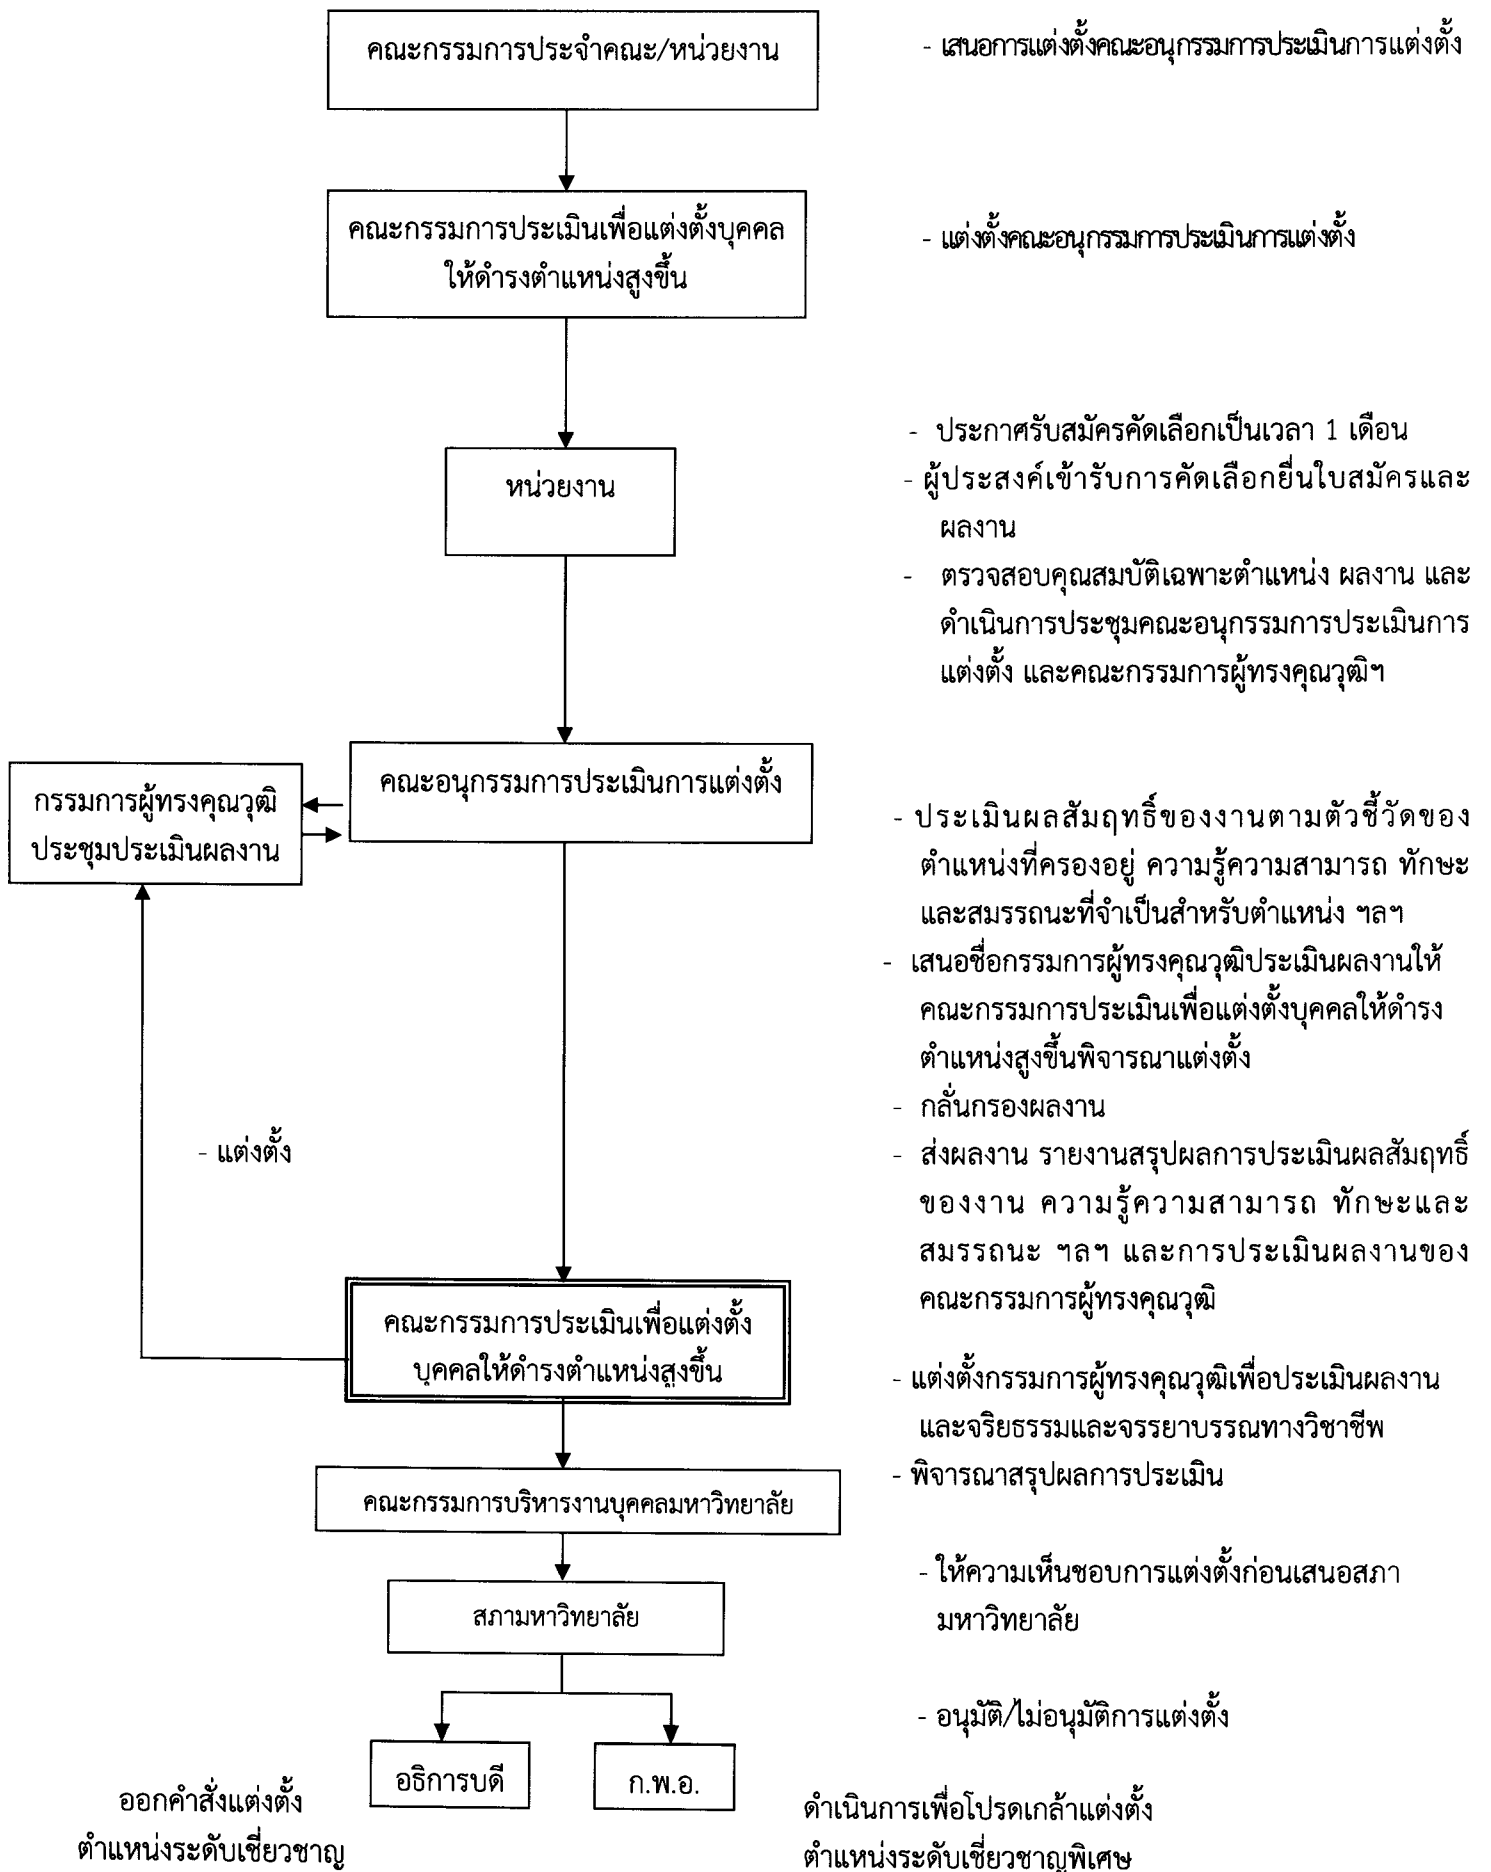 คณะกรรมการประจำคณะ/หน่วยงาน
- เสนอการแต่งตั้งคณะอนุกรรมการประเมินการแต่งตั้ง
คณะกรรมการประเมินเพื่อแต่งตั้งบุคคล
ให้ดำรงตำแหน่งสูงขึ้น
- แต่งตั้งคณะอนุกรรมการประเมินการแต่งตั้ง
หน่วยงาน
- ประกาศรับสมัครคัดเลือกเป็นเวลา 1 เดือน
- ผู้ประสงค์เข้ารับการคัดเลือกยื่นใบสมัครและ
ผลงาน
- ตรวจสอบคุณสมบัติเฉพาะตำแหน่ง ผลงาน และ
ดำเนินการประชุมคณะอนุกรรมการประเมินการ
แต่งตั้ง และคณะกรรมการผู้ทรงคุณวุฒิฯ
คณะอนุกรรมการประเมินการแต่งตั้ง
กรรมการผู้ทรงคุณวุฒิ
ประชุมประเมินผลงาน
- ประเมินผลสัมฤทธิ์ของงานตามตัวชี้วัดของ
ตำแหน่งที่ครองอยู่ ความรู้ความสามารถ ทักษะ
และสมรรถนะที่จำเป็นสำหรับตำแหน่ง ฯลฯ
- เสนอชื่อกรรมการผู้ทรงคุณวุฒิประเมินผลงานให้
คณะกรรมการประเมินเพื่อแต่งตั้งบุคคลให้ดำรง
ตำแหน่งสูงขึ้นพิจารณาแต่งตั้ง
- กลั่นกรองผลงาน
- ส่งผลงาน รายงานสรุปผลการประเมินผลสัมฤทธิ์
ของงาน ความรู้ความสามารถ ทักษะและ
สมรรถนะ ฯลฯ และการประเมินผลงานของ
คณะกรรมการผู้ทรงคุณวุฒิ
- แต่งตั้ง
คณะกรรมการประเมินเพื่อแต่งตั้ง
บุคคลให้ดำรงตำแหน่งสูงขึ้น
- แต่งตั้งกรรมการผู้ทรงคุณวุฒิเพื่อประเมินผลงาน
และจริยธรรมและจรรยาบรรณทางวิชาชีพ
- พิจารณาสรุปผลการประเมิน
คณะกรรมการบริหารงานบุคคลมหาวิทยาลัย
- ให้ความเห็นชอบการแต่งตั้งก่อนเสนอสภา
มหาวิทยาลัย
สภามหาวิทยาลัย
- อนุมัติ/ไม่อนุมัติการแต่งตั้ง
อธิการบดี
ก.พ.อ.
ออกคำสั่งแต่งตั้ง
ตำแหน่งระดับเชี่ยวชาญ
ดำเนินการเพื่อโปรดเกล้าแต่งตั้ง
ตำแหน่งระดับเชี่ยวชาญพิเศษ